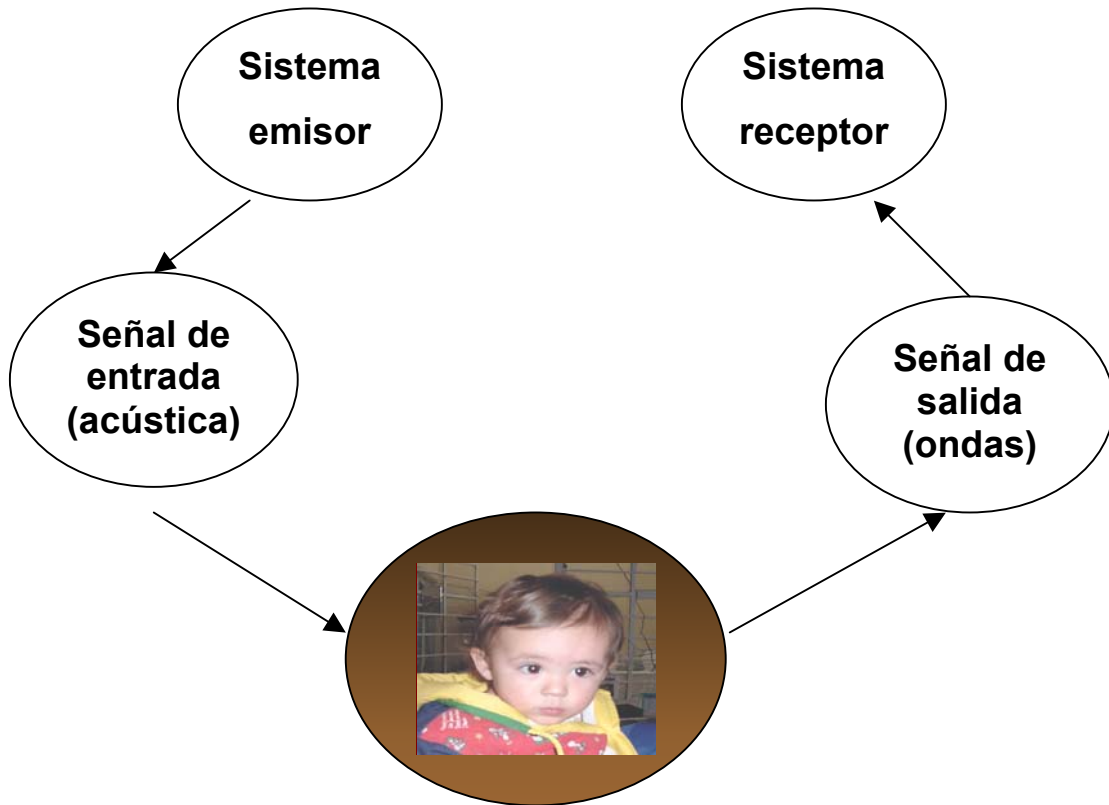 Sistema
emisor
Sistema
receptor
Señal de
entrada
(acústica)
Señal de
salida
(ondas)